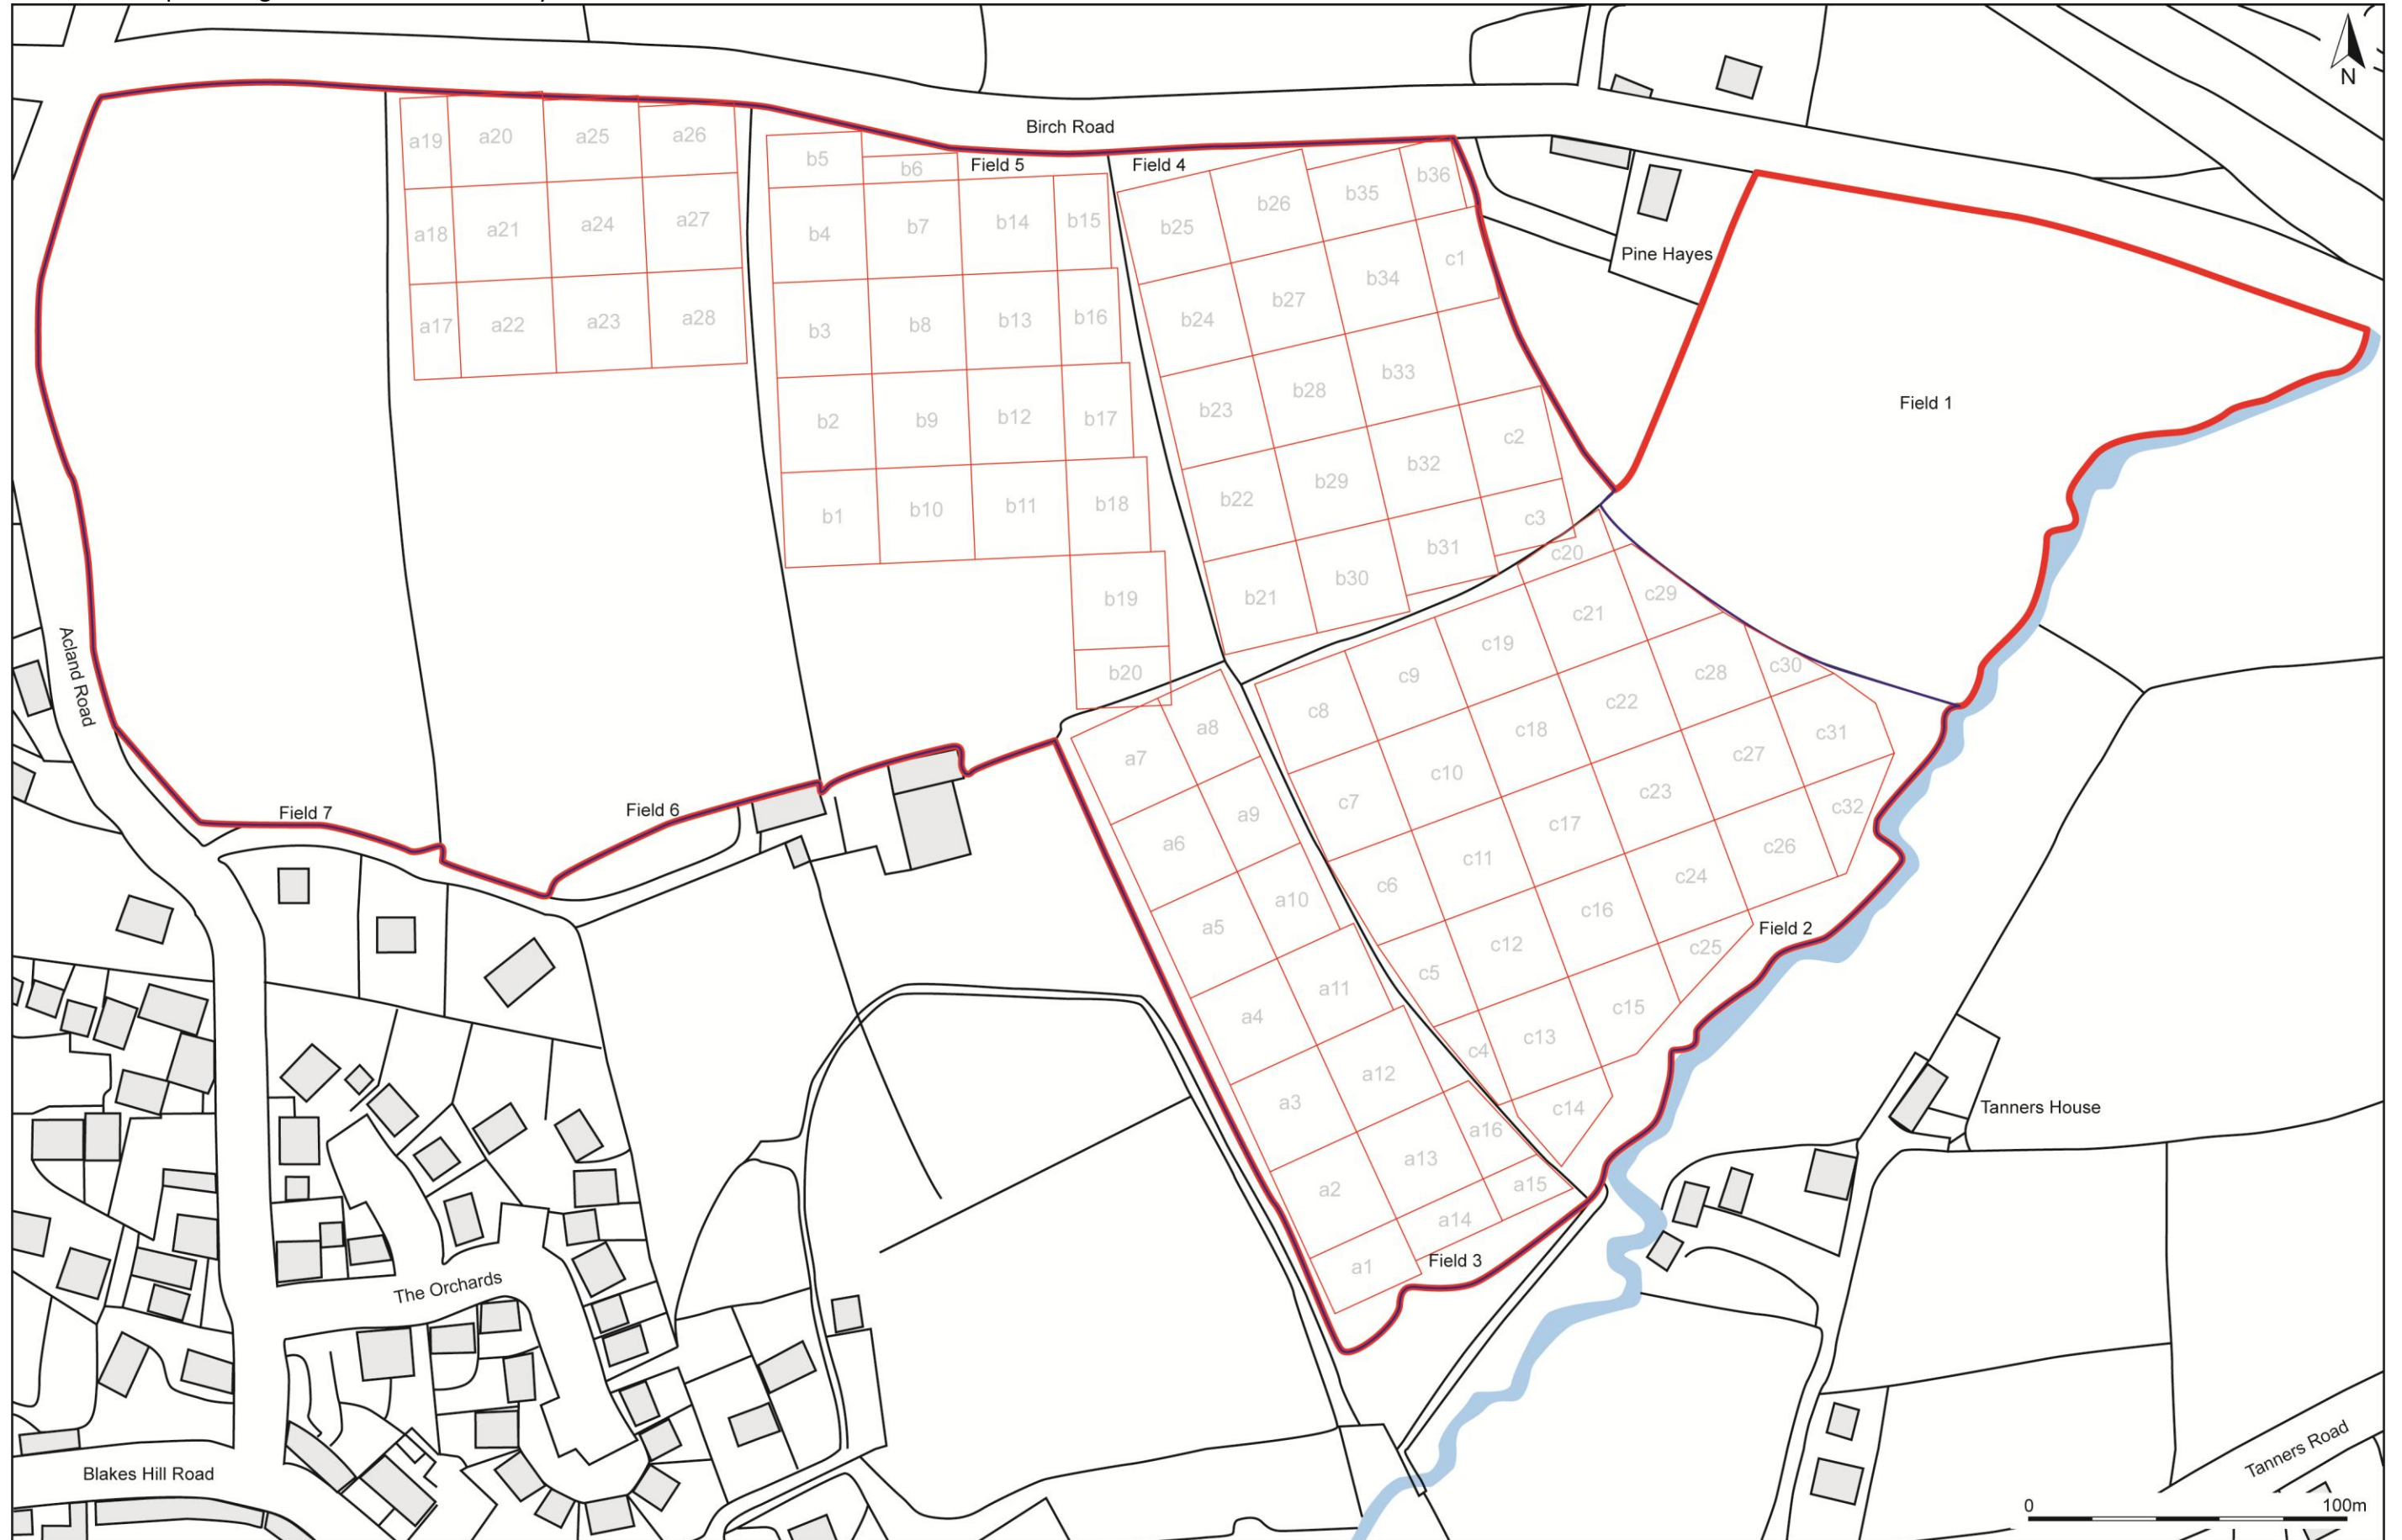 N
Birch Road
a19 a20 a25 a26
b5
b6
Field 5
Field 4
b26 b35 b36
a18 a21 a24 a27
b4 b7 b14 b15
b25
Pine Hayes
c1
b34
b27
a17 a22 a23 a28
b3 b8 b13 b16
b24
b33
b28
Field 1
b2 b9 b12 b17
b23
c2
b32
b29
b22
b1 b10 b11 b18
c3
b31
c20
b30
b21
b19
c29
c21
c19
Acland Road
b20
c9
c28 c30
c22
c8
a8
c18
c31
a7
c27
c10
c23
c7
c32
Field 7
Field 6
a9
c17
a6
c26
c11
c24
c6
a10
c16
a5
Field 2
c12
c25
c5
a11
c15
a4
c13
c4
a12
a3
c14
Tanners House
a16
a13
a2
a15
a14
Field 3
a1
The Orchards
Blakes Hill Road
Tanners Road
0 100m